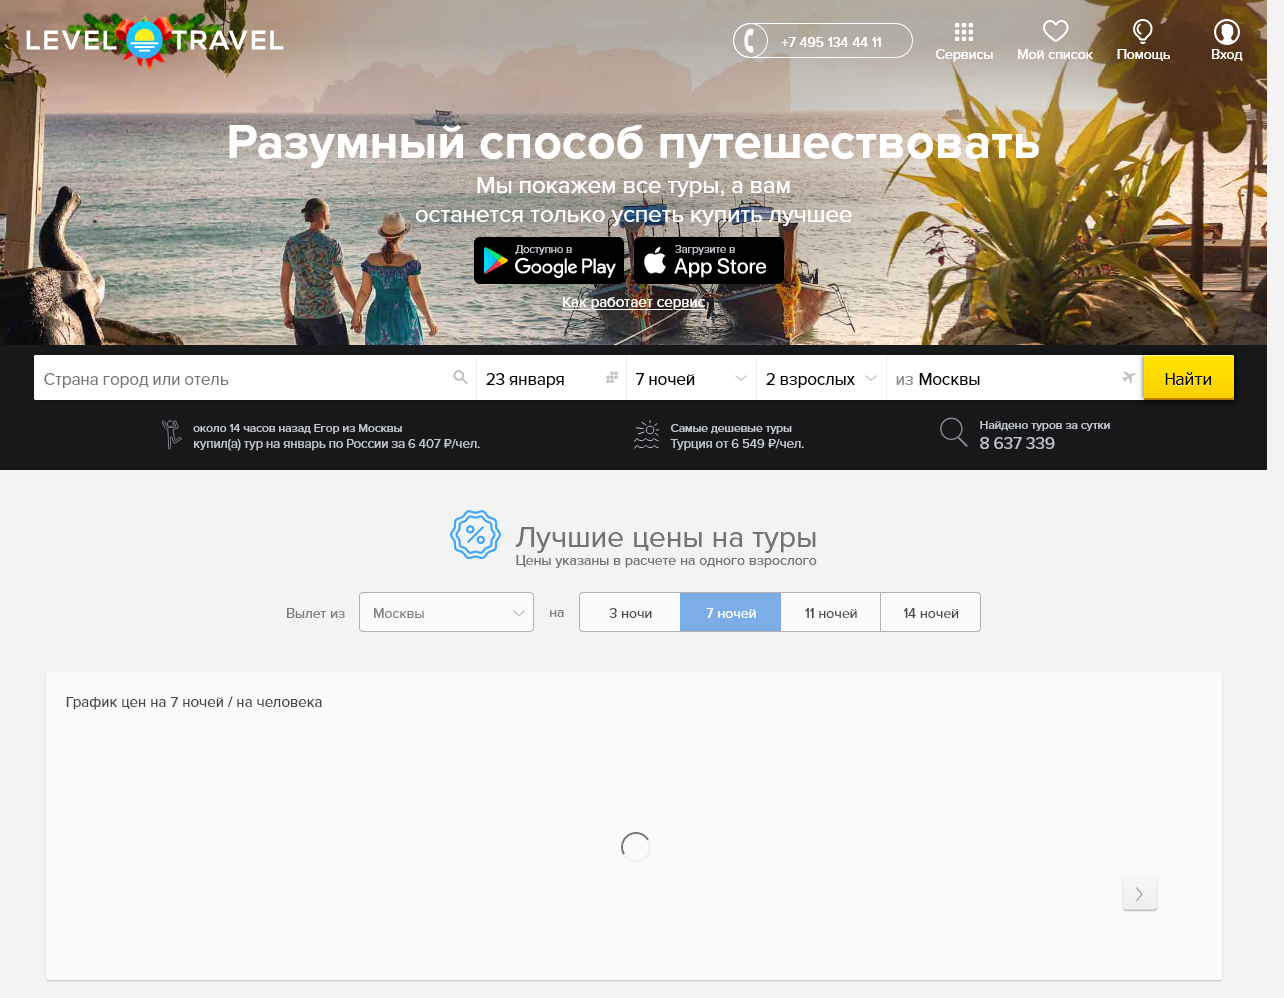 LEVEL TRAVEL
+7 495 134 44 11
Сервисы
Мой список
Помощь
Вход
Разумный способ путешествовать
Мы покажем все туры, а вам
останется только успеть купить лучшее
Доступно в
Google Play
Загрузите в
App Store
Как работает сервис
Страна город или отель
23 января
7 ночей
2 взрослых
из Москвы
Найти
около 14 часов назад Егор из Москвы
купил(а) тур на январь по России за 6 407 ₽/чел.
Самые дешевые туры
Турция от 6 549 ₽/чел.
Найдено туров за сутки
8 637 339
Лучшие цены на туры
Цены указаны в расчете на одного взрослого
Вылет из
Москвы
на
3 ночи
7 ночей
11 ночей
14 ночей
График цен на 7 ночей / на человека